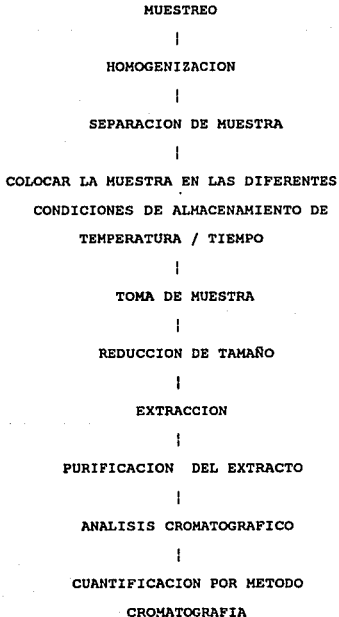 MUESTREO
HOMOGENIZACION
SEPARACION DE MUESTRA
COLOCAR LA MUESTRA EN LAS DIFERENTES
CONDICIONES DE ALMACENAMIENTO DE
TEMPERATURA / TIEMPO
TOMA DE MUESTRA
REDUCCION DE TAMAÑO
EXTRACCION
PURIFICACION DEL EXTRACTO
ANALISIS CROMATOGRAFICO
CUANTIFICACION POR METODO
CROMATOGRAFIA